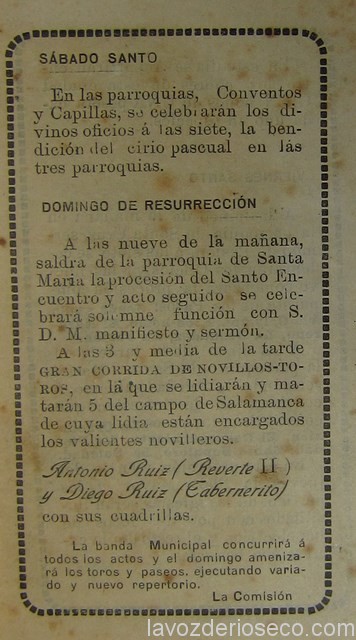 SÁBADO SANTO
En las parroquias, Conventos
y Capillas, se celebrarán los di-
vinos oficios á las siete, la ben-
dición del cirio pascual en lás
tres parroquias.
DOMINGO DE RESURRECCIÓN
A las nueve de la mañana,
saldra de la parroquia de Santa
Maria la procesión del Santo En-
cuentro y acto seguido se cele-
brará solemne función con S.
D. M. manifiesto y sermón.
A las 3 y media de la tarde
GRAN CORRIDA DE NOVILLOS-TO-
ROS, en la que se lidiarán y ma-
tarán 5 del campo de Salamanca
de cuya lidia están encargados
los valientes novilleros.
Antonio Ruiz (Reverte II)
y Diego Ruiz (Tabernerito)
con sus cuadrillas.
La banda Municipal concurrirá á
todos los actos y el domingo ameniza-
rá los toros y paseos, ejecutando varia-
do y nuevo repertorio.
La Comisión
lavozderioseco.com